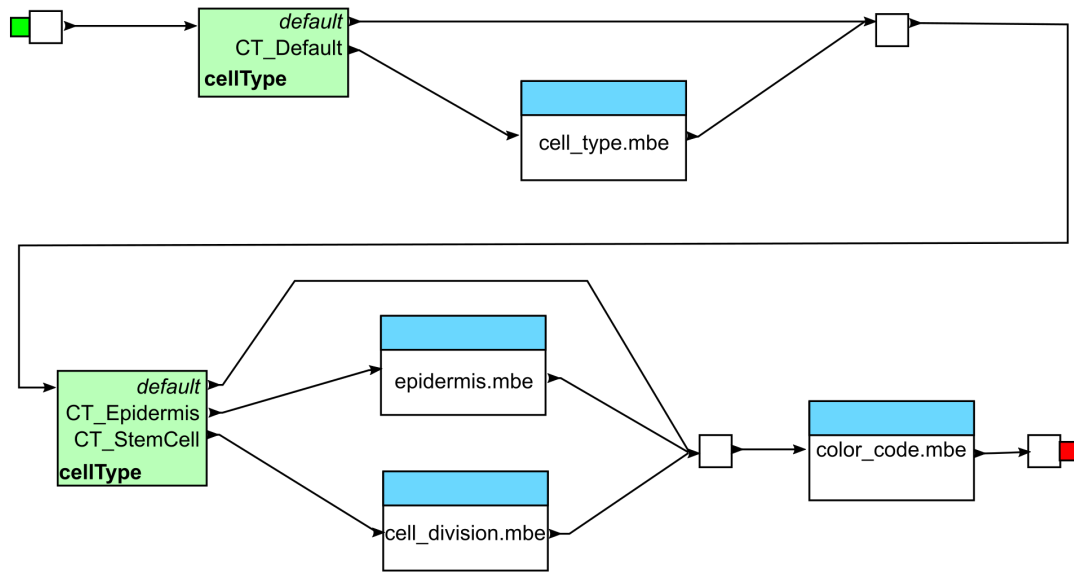 default
CT_Default
cellType
cell_type.mbe
default
CT_Epidermis
CT_StemCell
cellType
epidermis.mbe
cell_division.mbe
color_code.mbe